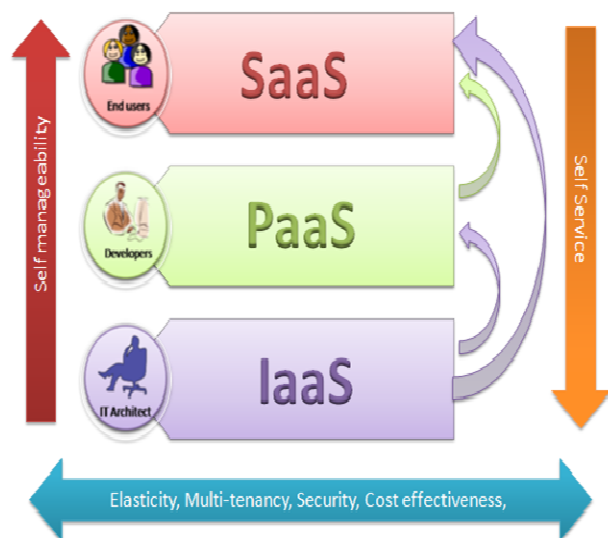 Self manageability
End users
SaaS
Developers
PaaS
IT Architect
IaaS
Self Service
Elasticity, Multi-tenancy, Security, Cost effectiveness,